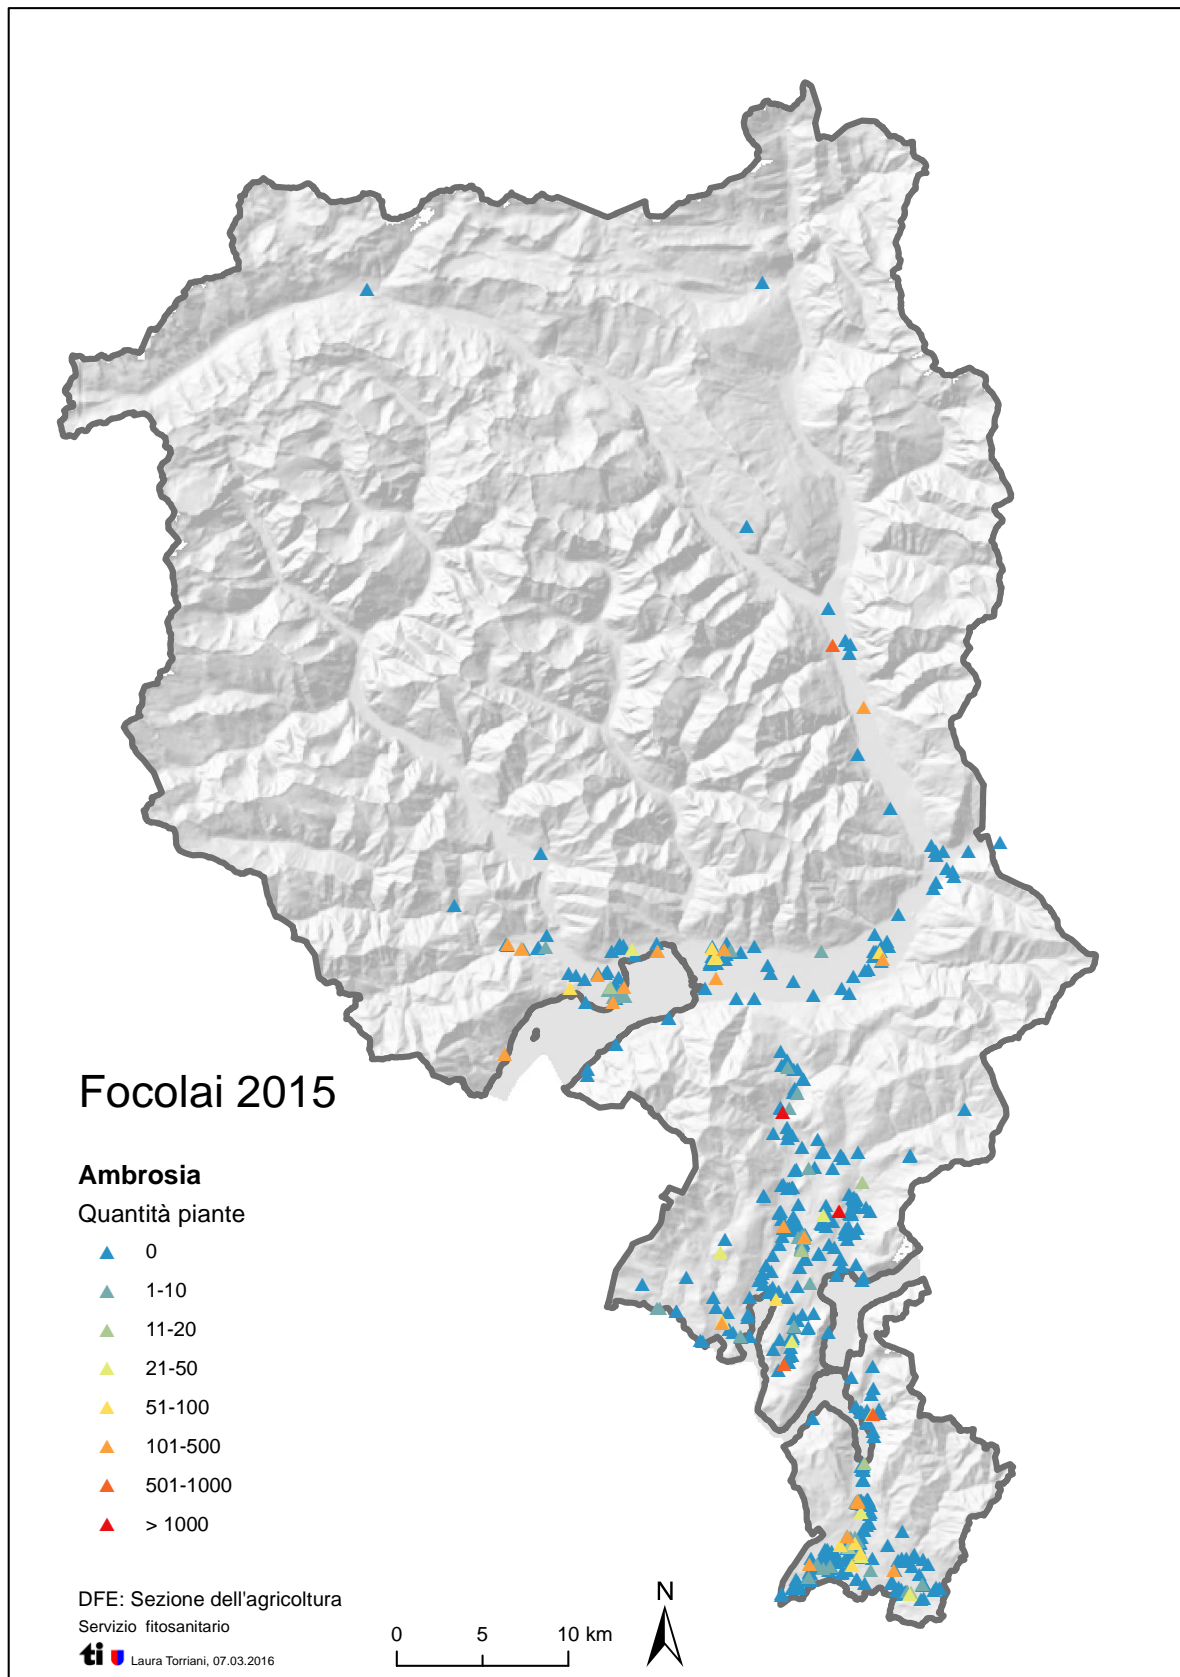 Focolai 2015
Ambrosia
Quantità piante
0
1-10
11-20
21-50
51-100
101-500
501-1000
> 1000
DFE: Sezione dell'agricoltura
Servizio fitosanitario
ti Laura Torriani, 07.03.2016
0 5 10 km
N